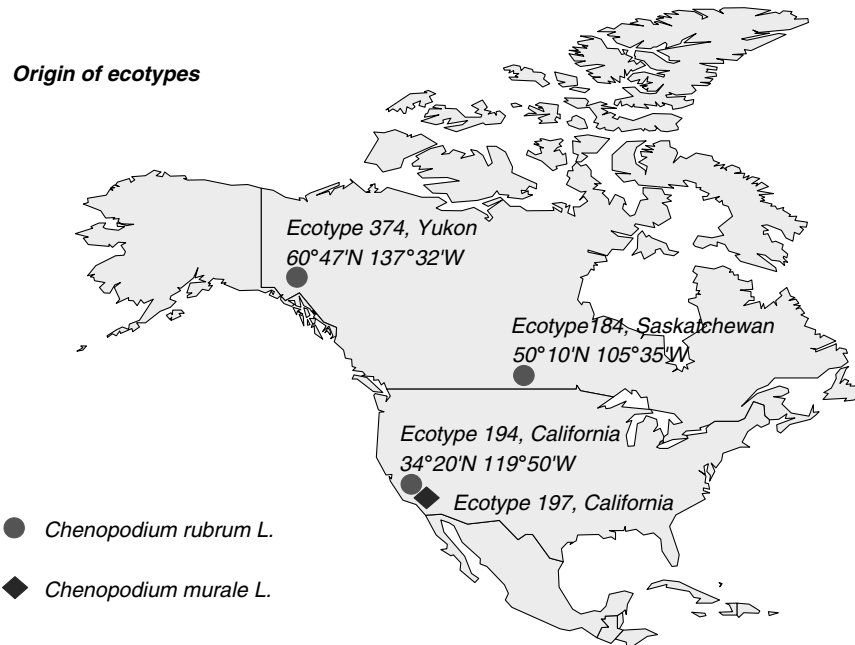 Origin of ecotypes
Ecotype 374, Yukon
60°47'N 137°32'W
Ecotype184, Saskatchewan
50°10'N 105°35'W
Ecotype 194, California
34°20'N 119°50'W
Ecotype 197, California
Chenopodium rubrum L.
Chenopodium murale L.